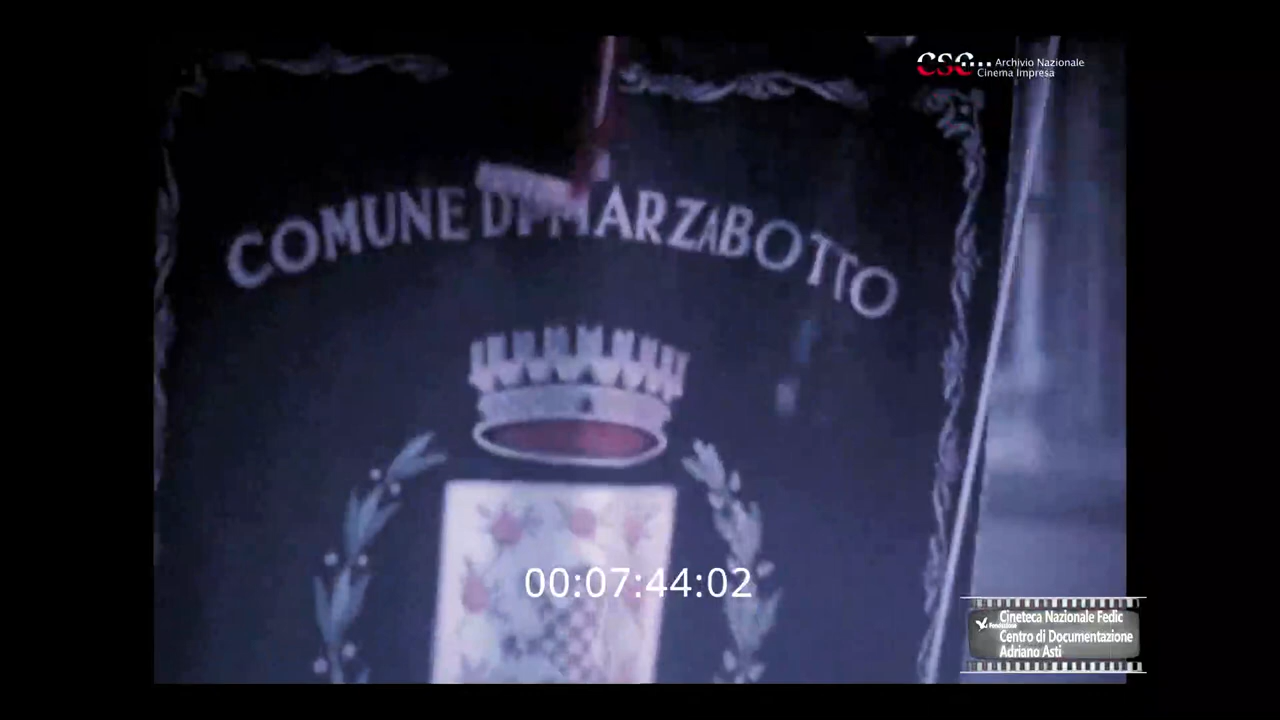 CSC... Archivio Nazionale
Cinema Impresa
COMUNE DI MARZABOTTO
00:07:44:02
Cineteca Nazionale Fedic
Fondazione
Centro di Documentazione
Adriano Asti